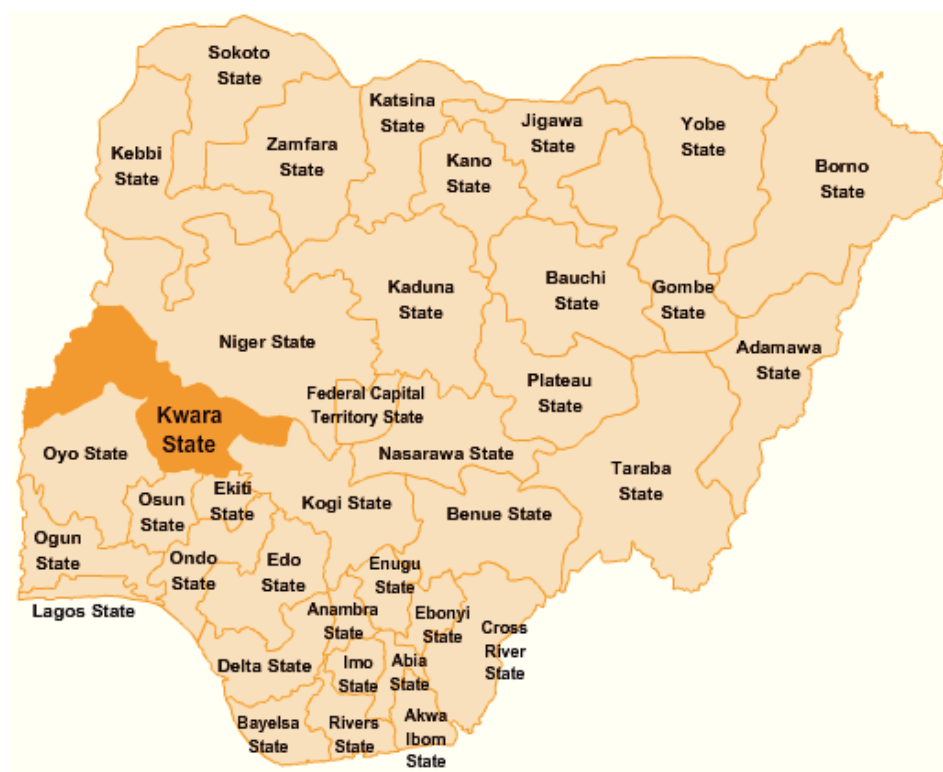 Sokoto
State
Katsina
State
Jigawa
State
Yobe
State
Kebbi
State
Zamfara
State
Kano
State
Borno
State
Kaduna
State
Bauchi
State
Gombe
State
Niger State
Adamawa
State
Federal Capital
Territory State
Plateau
State
Kwara
State
Oyo State
Nasarawa State
Taraba
State
Osun
State
Ekiti
State
Kogi State
Benue State
Ogun
State
Ondo
State
Edo
State
Enugu
State
Lagos State
Anambra
State
Ebonyi
State
Cross
River
State
Delta State
Imo
State
Abia
State
Bayelsa
State
Rivers
State
Akwa
Ibom
State